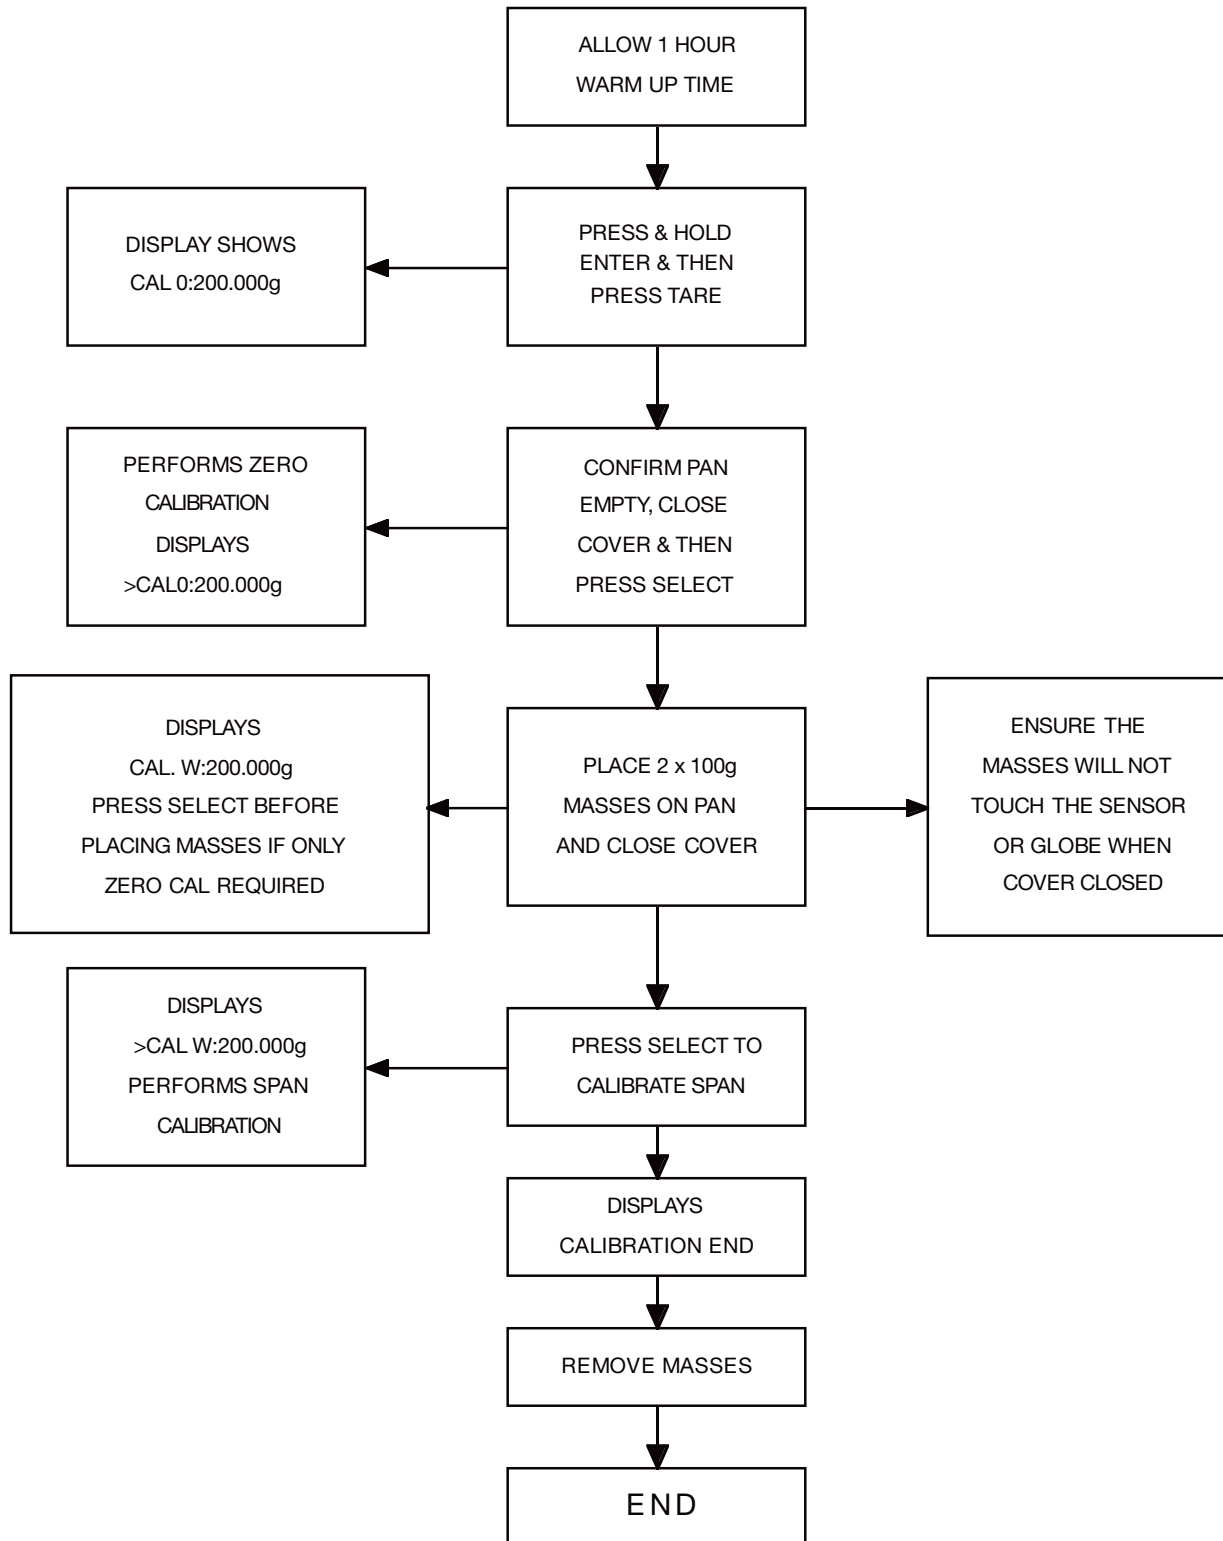 ALLOW 1 HOUR
WARM UP TIME
DISPLAY SHOWS
CAL 0:200.000g
PRESS & HOLD
ENTER & THEN
PRESS TARE
PERFORMS ZERO
CALIBRATION
DISPLAYS
>CAL0:200.000g
CONFIRM PAN
EMPTY, CLOSE
COVER & THEN
PRESS SELECT
DISPLAYS
CAL. W:200.000g
PRESS SELECT BEFORE
PLACING MASSES IF ONLY
ZERO CAL REQUIRED
PLACE 2 x 100g
MASSES ON PAN
AND CLOSE COVER
ENSURE THE
MASSES WILL NOT
TOUCH THE SENSOR
OR GLOBE WHEN
COVER CLOSED
DISPLAYS
>CAL W:200.000g
PERFORMS SPAN
CALIBRATION
PRESS SELECT TO
CALIBRATE SPAN
DISPLAYS
CALIBRATION END
REMOVE MASSES
END